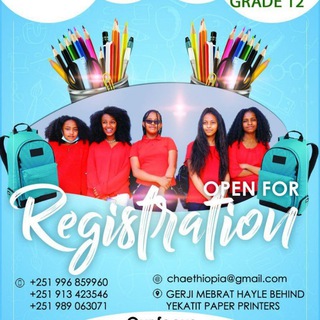 GRADE 12
OPEN FOR
Registration
+251 996 859960
+251 913 423546
+251 989 063071
chaethiopia@gmail.com
GERJI MEBRAT HAYLE BEHIND
YEKATIT PAPER PRINTERS